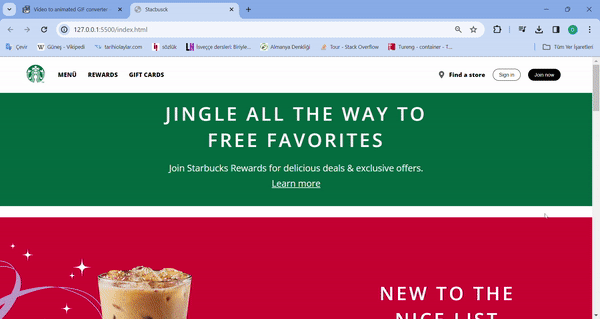 Video to animated GIF converter
Stacbusck
127.0.0.1:5500/index.html
Çevir
Güneş - Vikipedi
tarihiolaylar.com
sözlük
İsveççe dersleri: Biriyle...
Almanya Denkliği
Tour - Stack Overflow
Tureng - container - T...
Tüm Yer İşaretleri
MENÜ
REWARDS
GIFT CARDS
Find a store
Sign in
Join now
JINGLE ALL THE WAY TO
FREE FAVORITES
Join Starbucks Rewards for delicious deals & exclusive offers.
Learn more
NEW TO THE
NICE LIST